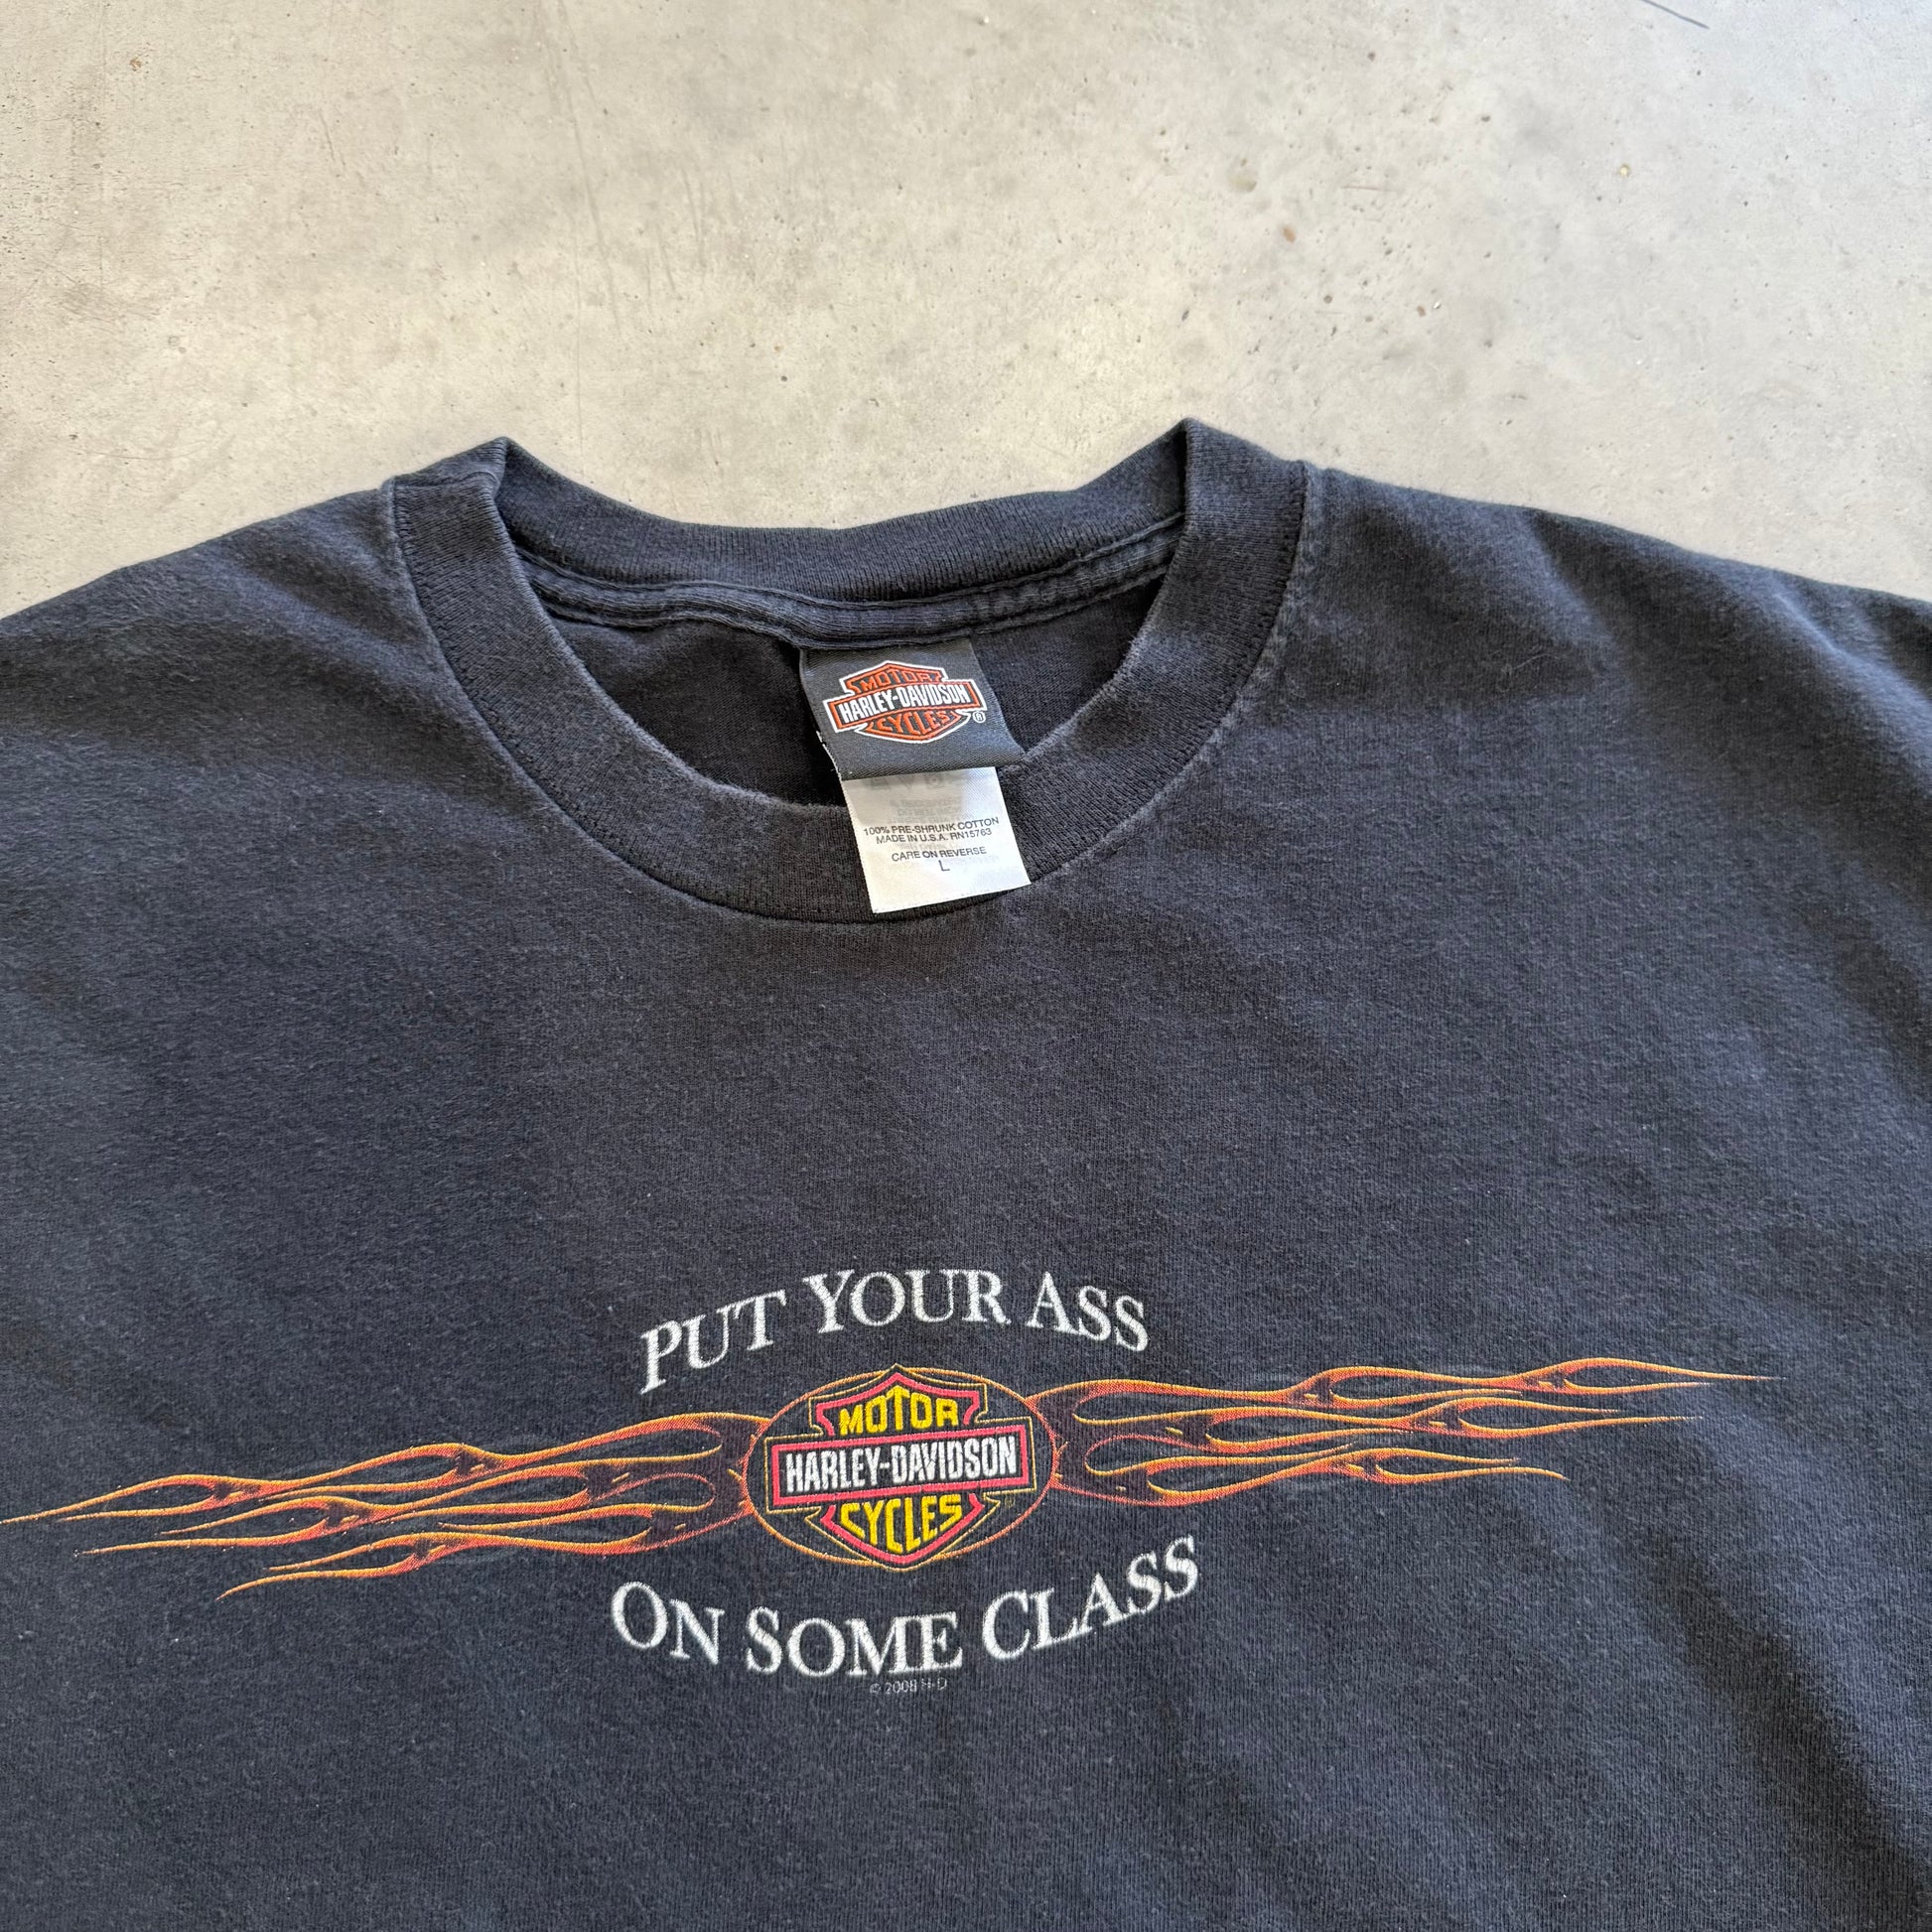 MOTOR
HARLEY-DAVIDSON
CYCLES
®
100% PRE-SHRUNK COTTON
MADE IN U.S.A. RN15763
CARE ON REVERSE
L
PUT YOUR ASS
MOTOR
HARLEY-DAVIDSON
CYCLES
ON SOME CLASS
© 2008 H-D